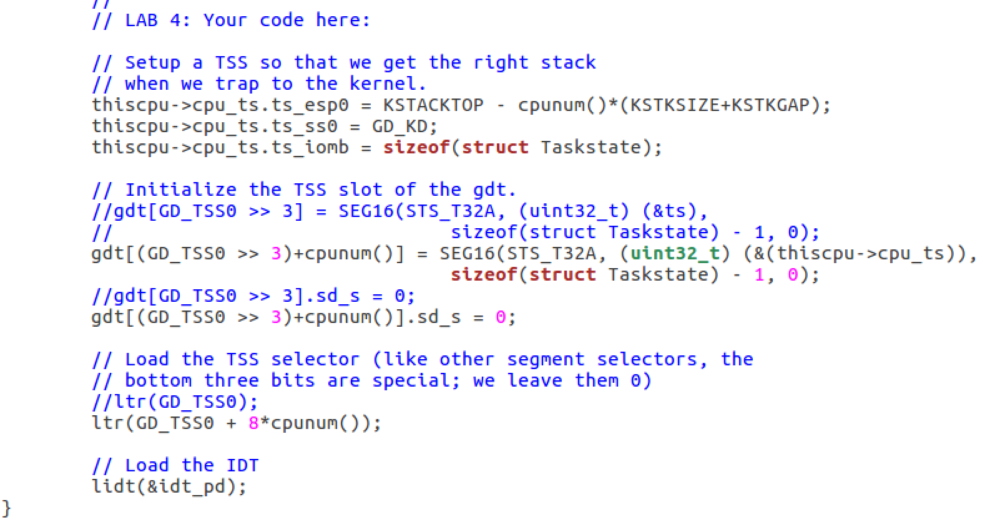 //
// LAB 4: Your code here:
// Setup a TSS so that we get the right stack
// when we trap to the kernel.
thiscpu->cpu_ts.ts_esp0 = KSTACKTOP - cpunum()*(KSTKSIZE+KSTKGAP);
thiscpu->cpu_ts.ts_ss0 = GD_KD;
thiscpu->cpu_ts.ts_iomb = sizeof(struct Taskstate);
// Initialize the TSS slot of the gdt.
//gdt[GD_TSS0 >> 3] = SEG16(STS_T32A, (uint32_t) (&ts),
//                              sizeof(struct Taskstate) - 1, 0);
gdt[(GD_TSS0 >> 3)+cpunum()] = SEG16(STS_T32A, (uint32_t) (&(thiscpu->cpu_ts)),
                                sizeof(struct Taskstate) - 1, 0);
//gdt[GD_TSS0 >> 3].sd_s = 0;
gdt[(GD_TSS0 >> 3)+cpunum()].sd_s = 0;
// Load the TSS selector (like other segment selectors, the
// bottom three bits are special; we leave them 0)
//ltr(GD_TSS0);
ltr(GD_TSS0 + 8*cpunum());
// Load the IDT
lidt(&idt_pd);
}